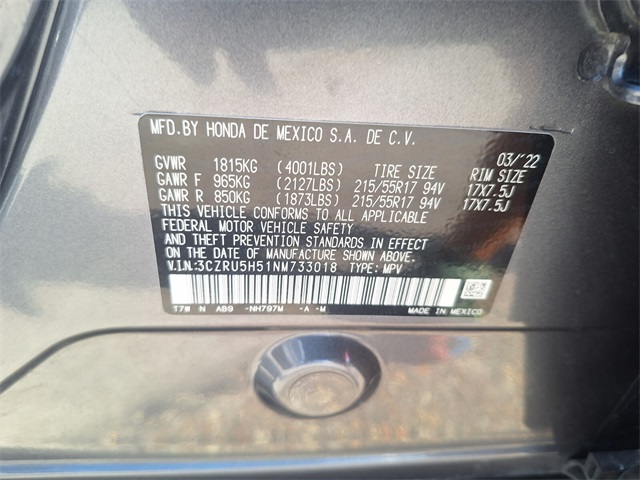 MFD.BY HONDA DE MEXICO S.A. DE C.V.
03/'22
GVWR 1815KG (4001LBS) TIRE SIZE RIM SIZE
GAWR F 965KG (2127LBS) 215/55R17 94V 17X7.5J
GAWR R 850KG (1873LBS) 215/55R17 94V 17X7.5J
THIS VEHICLE CONFORMS TO ALL APPLICABLE
FEDERAL MOTOR VEHICLE SAFETY
AND THEFT PREVENTION STANDARDS IN EFFECT
ON THE DATE OF MANUFACTURE SHOWN ABOVE.
V.I.N:3CZRU5H51NM733018 TYPE: MPV
T7W N AB9 -NH797M -A -M MADE IN MEXICO